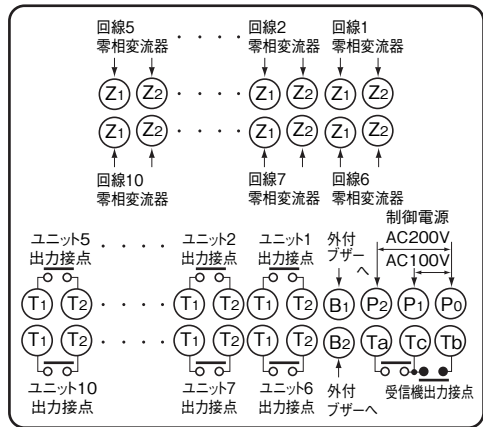 回線5 ・・・・ 回線2 回線1
零相変流器 零相変流器 零相変流器
Z1 Z2 ・・・・ Z1 Z2 Z1 Z2
Z1 Z2 ・・・・ Z1 Z2 Z1 Z2
回線10 回線7 回線6
零相変流器 零相変流器 零相変流器
制御電源
ユニット5 ・・・・ ユニット2 ユニット1 外付 AC200V
出力接点 出力接点 出力接点 ブザーへ AC100V
T1 T2 ・・・・ T1 T2 T1 T2 B1 P2 P1 P0
T1 T2 ・・・・ T1 T2 T1 T2 B2 Ta Tc Tb
ユニット10 ユニット7 ユニット6 外付 受信機出力接点
出力接点 出力接点 出力接点 ブザーへ